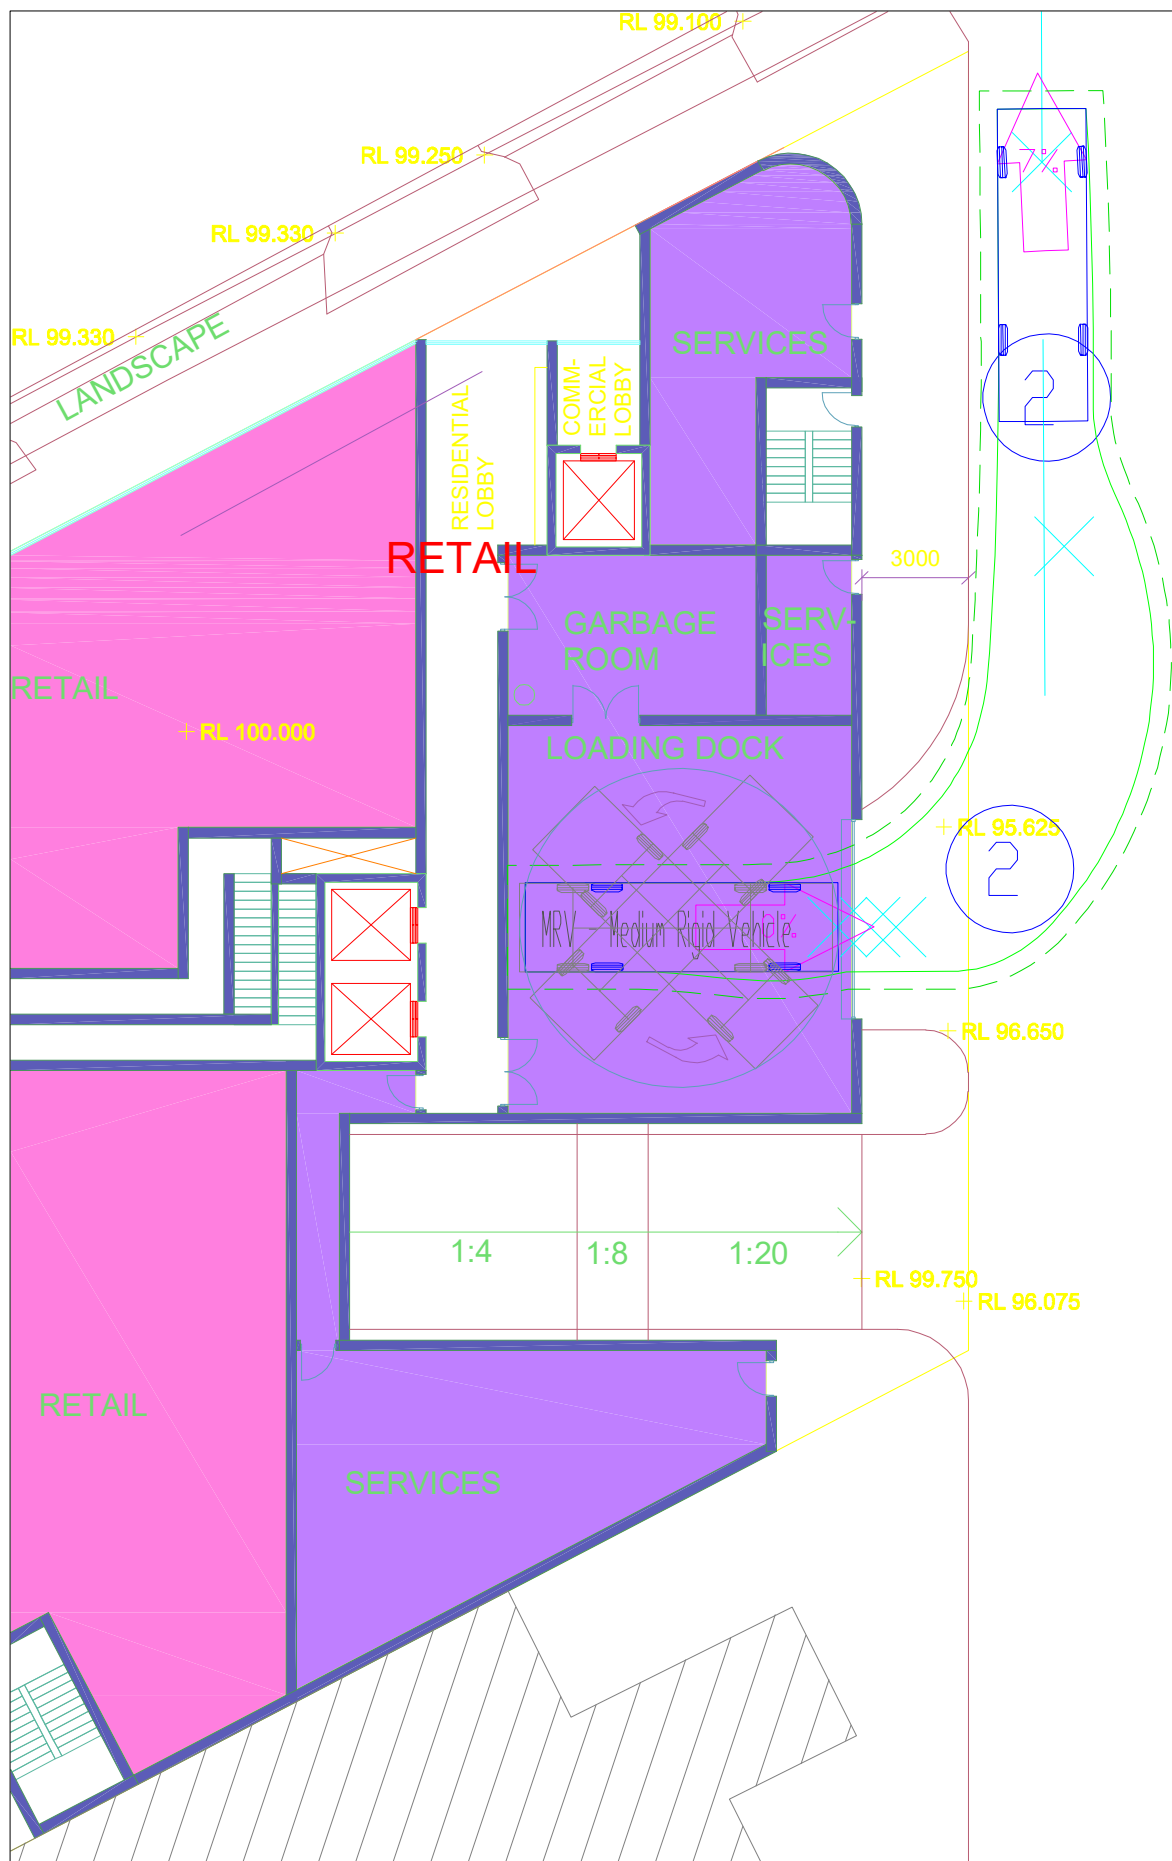 RL 99.100
RL 99.250
RL 99.330
RL 99.330
LANDSCAPE
SERVICES
COMM-
ERCIAL
LOBBY
RESIDENTIAL
LOBBY
2
RETAIL
3000
GARBAGE
ROOM
SERV-
ICES
RETAIL
RL 100.000
LOADING DOCK
RL 95.625
2
MRV - Medium Rigid Vehicle
RL 96.650
1:4
1:8
1:20
RL 99.750
RL 96.075
RETAIL
SERVICES